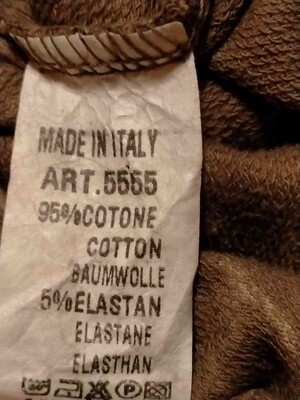 MADE IN ITALY
ART.5555
95%COTONE
COTTON
BAUMWOLLE
5%ELASTAN
ELASTANE
ELASTHAN